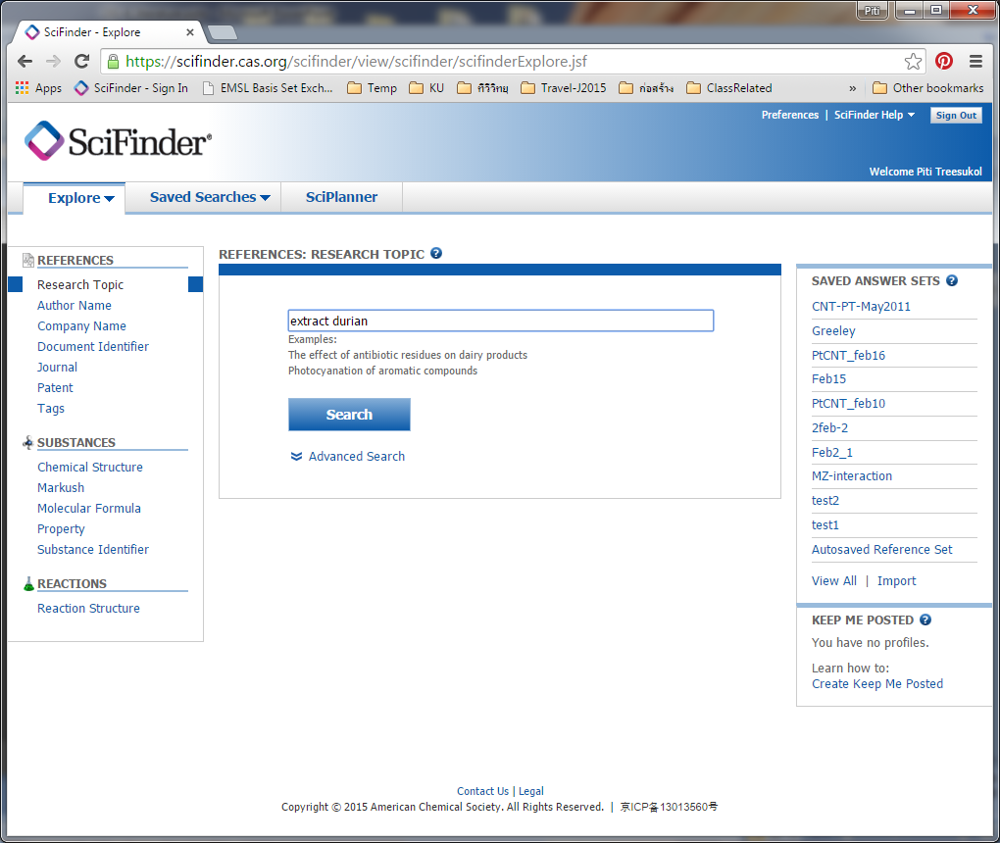 Piti
SciFinder - Explore
https://scifinder.cas.org/scifinder/view/scifinder/scifinderExplore.jsf
Apps SciFinder - Sign In EMSL Basis Set Exch... Temp KU ทีวีวิทยุ Travel-J2015 ก่อสร้าง ClassRelated » Other bookmarks
SciFinder®
Preferences | SciFinder Help Sign Out
Welcome Piti Treesukol
Explore Saved Searches SciPlanner
REFERENCES
Research Topic
Author Name
Company Name
Document Identifier
Journal
Patent
Tags
SUBSTANCES
Chemical Structure
Markush
Molecular Formula
Property
Substance Identifier
REACTIONS
Reaction Structure
REFERENCES: RESEARCH TOPIC ?
extract durian
Examples:
The effect of antibiotic residues on dairy products
Photocyanation of aromatic compounds
Search
Advanced Search
SAVED ANSWER SETS ?
CNT-PT-May2011
Greeley
PtCNT_feb16
Feb15
PtCNT_feb10
2feb-2
Feb2_1
MZ-interaction
test2
test1
Autosaved Reference Set
View All | Import
KEEP ME POSTED ?
You have no profiles.
Learn how to:
Create Keep Me Posted
Contact Us | Legal
Copyright © 2015 American Chemical Society. All Rights Reserved. | 京ICP备13013560号